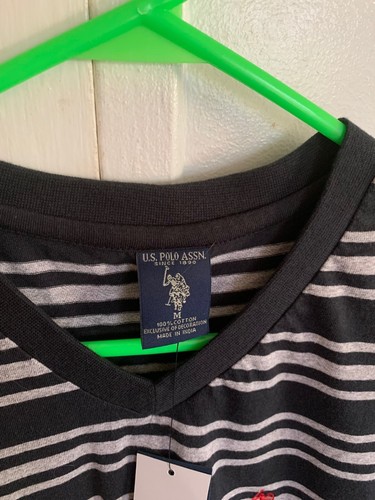 U.S. POLO ASSN.
SINCE 1890
M
100% COTTON
EXCLUSIVE OF DECORATION
MADE IN INDIA